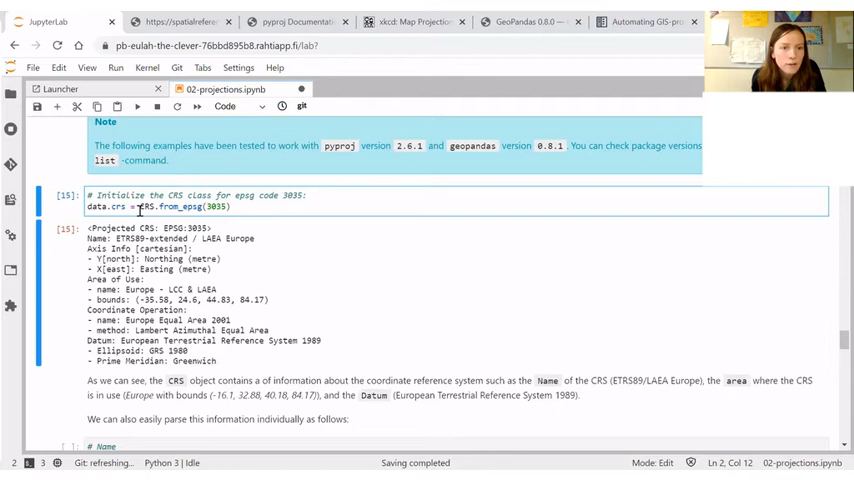 JupyterLab
https://spatialrefere
pyproj Documentati
xkcd: Map Projection
GeoPandas 0.8.0 —
Automating GIS-pro
pb-eulah-the-clever-76bbd895b8.rahtiapp.fi/lab?
File Edit View Run Kernel Git Tabs Settings Help
Launcher
02-projections.ipynb
Code
git
Note
The following examples have been tested to work with pyproj version 2.6.1 and geopandas version 0.8.1. You can check package versions
list -command.
[15]:
# Initialize the CRS class for epsg code 3035:
data.crs = CRS.from_epsg(3035)
[15]:
<Projected CRS: EPSG:3035>
Name: ETRS89-extended / LAEA Europe
Axis Info [cartesian]:
- Y[north]: Northing (metre)
- X[east]: Easting (metre)
Area of Use:
- name: Europe - LCC & LAEA
- bounds: (-35.58, 24.6, 44.83, 84.17)
Coordinate Operation:
- name: Europe Equal Area 2001
- method: Lambert Azimuthal Equal Area
Datum: European Terrestrial Reference System 1989
- Ellipsoid: GRS 1980
- Prime Meridian: Greenwich
As we can see, the CRS object contains a of information about the coordinate reference system such as the Name of the CRS (ETRS89/LAEA Europe), the area where the CRS
is in use (Europe with bounds (-16.1, 32.88, 40.18, 84.17)), and the Datum (European Terrestrial Reference System 1989).
We can also easily parse this information individually as follows:
[ ]:
# Name
2 3 Git: refreshing... Python 3 | Idle Saving completed Mode: Edit Ln 2, Col 12 02-projections.ipynb